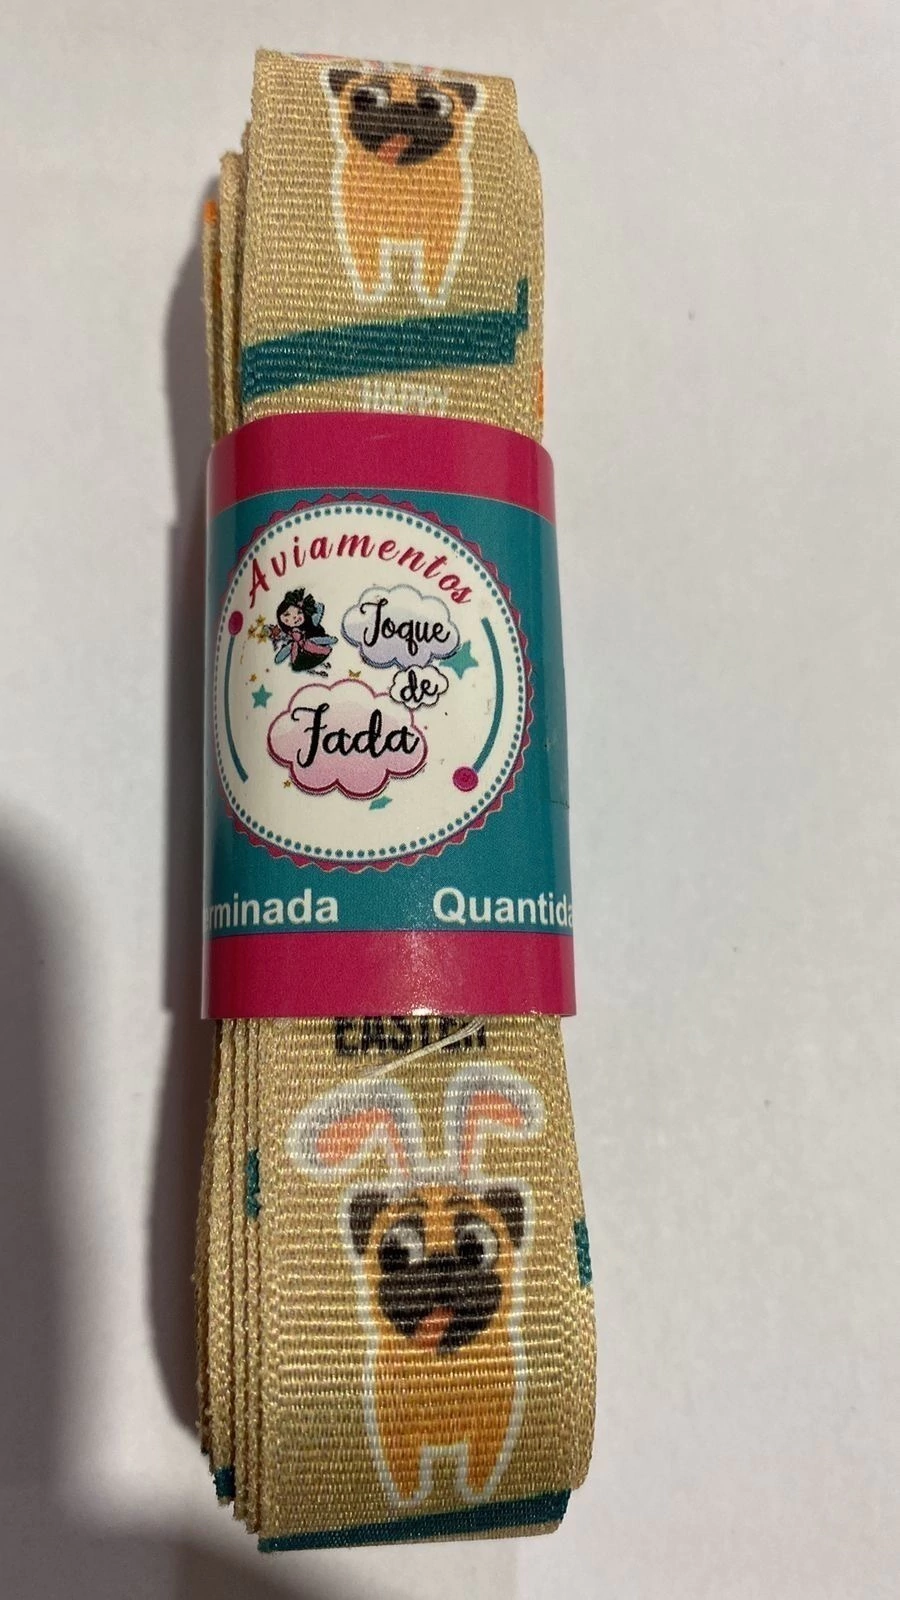 Aviamentos
Toque
de
Fada
erminada Quantida
EASTER